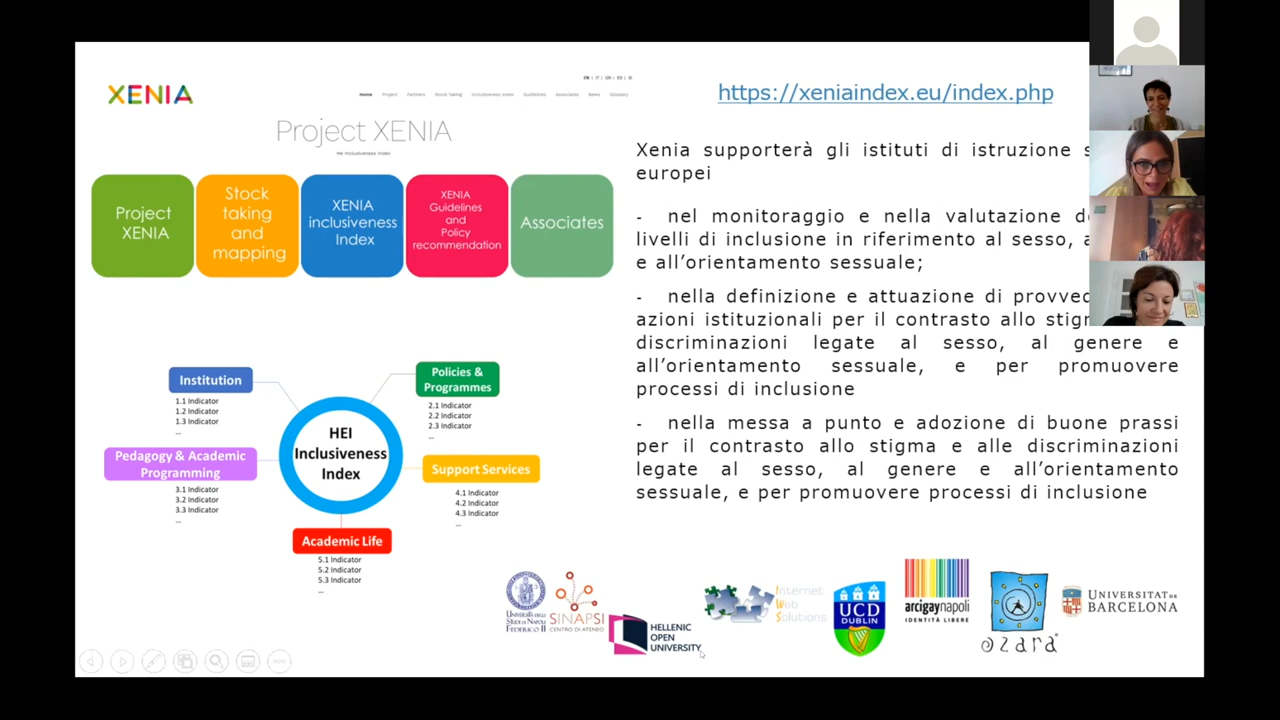 XENIA
EN | IT | GR | ES | SI
Home Project Partners Stock Taking Inclusiveness Index Guidelines Associates News Glossary
Project XENIA
He Inclusiveness Index
Project
XENIA
Stock
taking
and
mapping
XENIA
inclusiveness
Index
XENIA
Guidelines
and
Policy
recommendation
Associates
https://xeniaindex.eu/index.php
Xenia supporterà gli istituti di istruzione
europei
- nel monitoraggio e nella valutazione
livelli di inclusione in riferimento al sesso,
e all’orientamento sessuale;
- nella definizione e attuazione di
azioni istituzionali per il contrasto allo
discriminazioni legate al sesso, al genere e
all’orientamento sessuale, e per promuovere
processi di inclusione
- nella messa a punto e adozione di buone prassi
per il contrasto allo stigma e alle discriminazioni
legate al sesso, al genere e all’orientamento
sessuale, e per promuovere processi di inclusione
Institution
1.1 Indicator
1.2 Indicator
1.3 Indicator
...
Policies &
Programmes
2.1 Indicator
2.2 Indicator
2.3 Indicator
...
HEI
Inclusiveness
Index
Pedagogy & Academic
Programming
3.1 Indicator
3.2 Indicator
3.3 Indicator
...
Support Services
4.1 Indicator
4.2 Indicator
4.3 Indicator
...
Academic Life
5.1 Indicator
5.2 Indicator
5.3 Indicator
...
UNIVERSITÀ DEGLI
STUDI DI NAPOLI
FEDERICO II
SINAPSI
CENTRO DI ATENEO
HELLENIC
OPEN
UNIVERSITY
Internet
Web
Solutions
UCD
DUBLIN
arcigaynapoli
IDENTITÀ LIBERE
ozara
UNIVERSITAT DE
BARCELONA